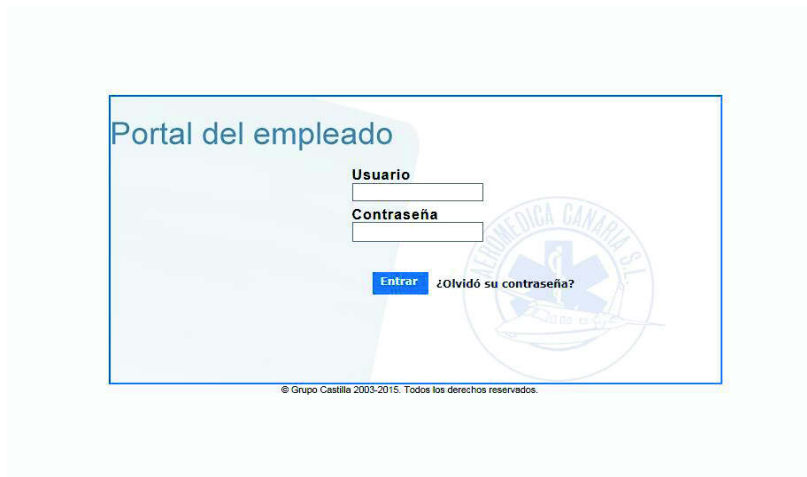 Portal del empleado
Usuario
Contraseña
AEROMEDICA CANARIA S.L.
Entrar ¿Olvidó su contraseña?
© Grupo Castilla 2003-2015. Todos los derechos reservados.